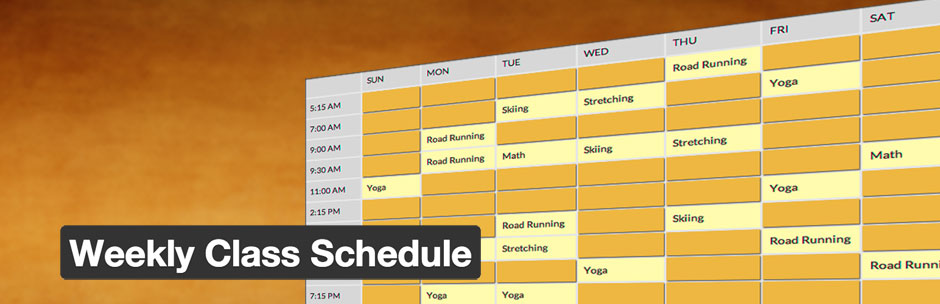 SUN MON TUE WED THU FRI SAT
5:15 AM Road Running
7:00 AM Skiing Stretching Yoga
9:00 AM Road Running
9:30 AM Road Running Math Skiing Stretching
11:00 AM Yoga Math
2:15 PM Yoga
Road Running Skiing
Stretching Road Running
Yoga Road Runn
7:15 PM Yoga Yoga
Weekly Class Schedule